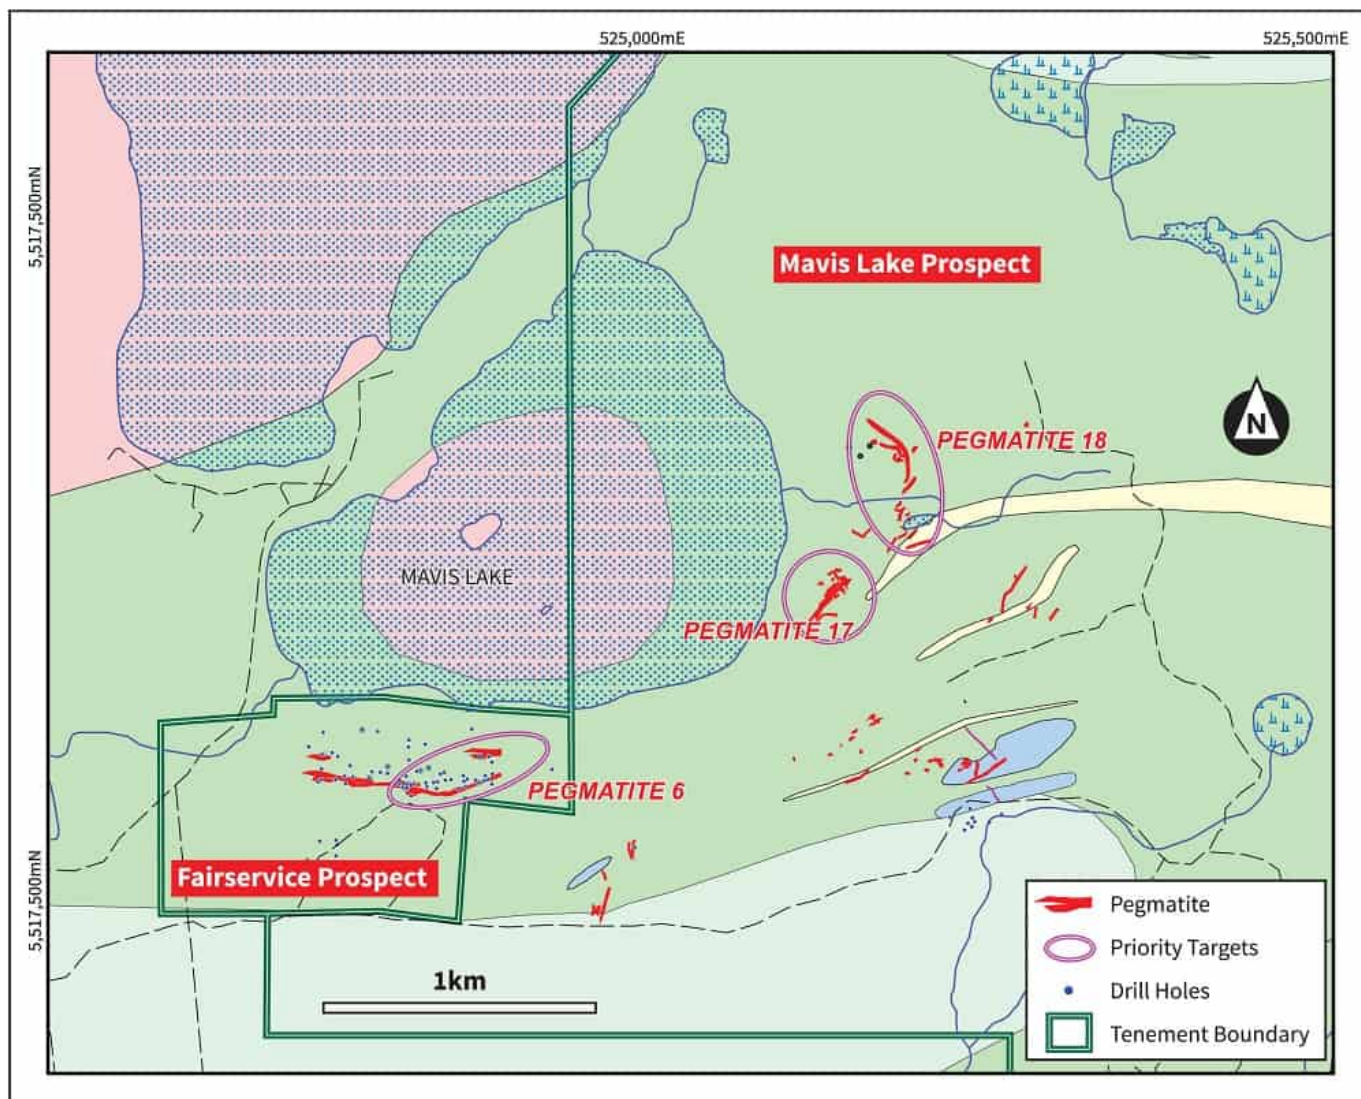 525,000mE
525,500mE
5,517,500mN
Mavis Lake Prospect
N
PEGMATITE 18
MAVIS LAKE
PEGMATITE 17
PEGMATITE 6
Fairservice Prospect
5,517,500mN
1km
Pegmatite
Priority Targets
Drill Holes
Tenement Boundary